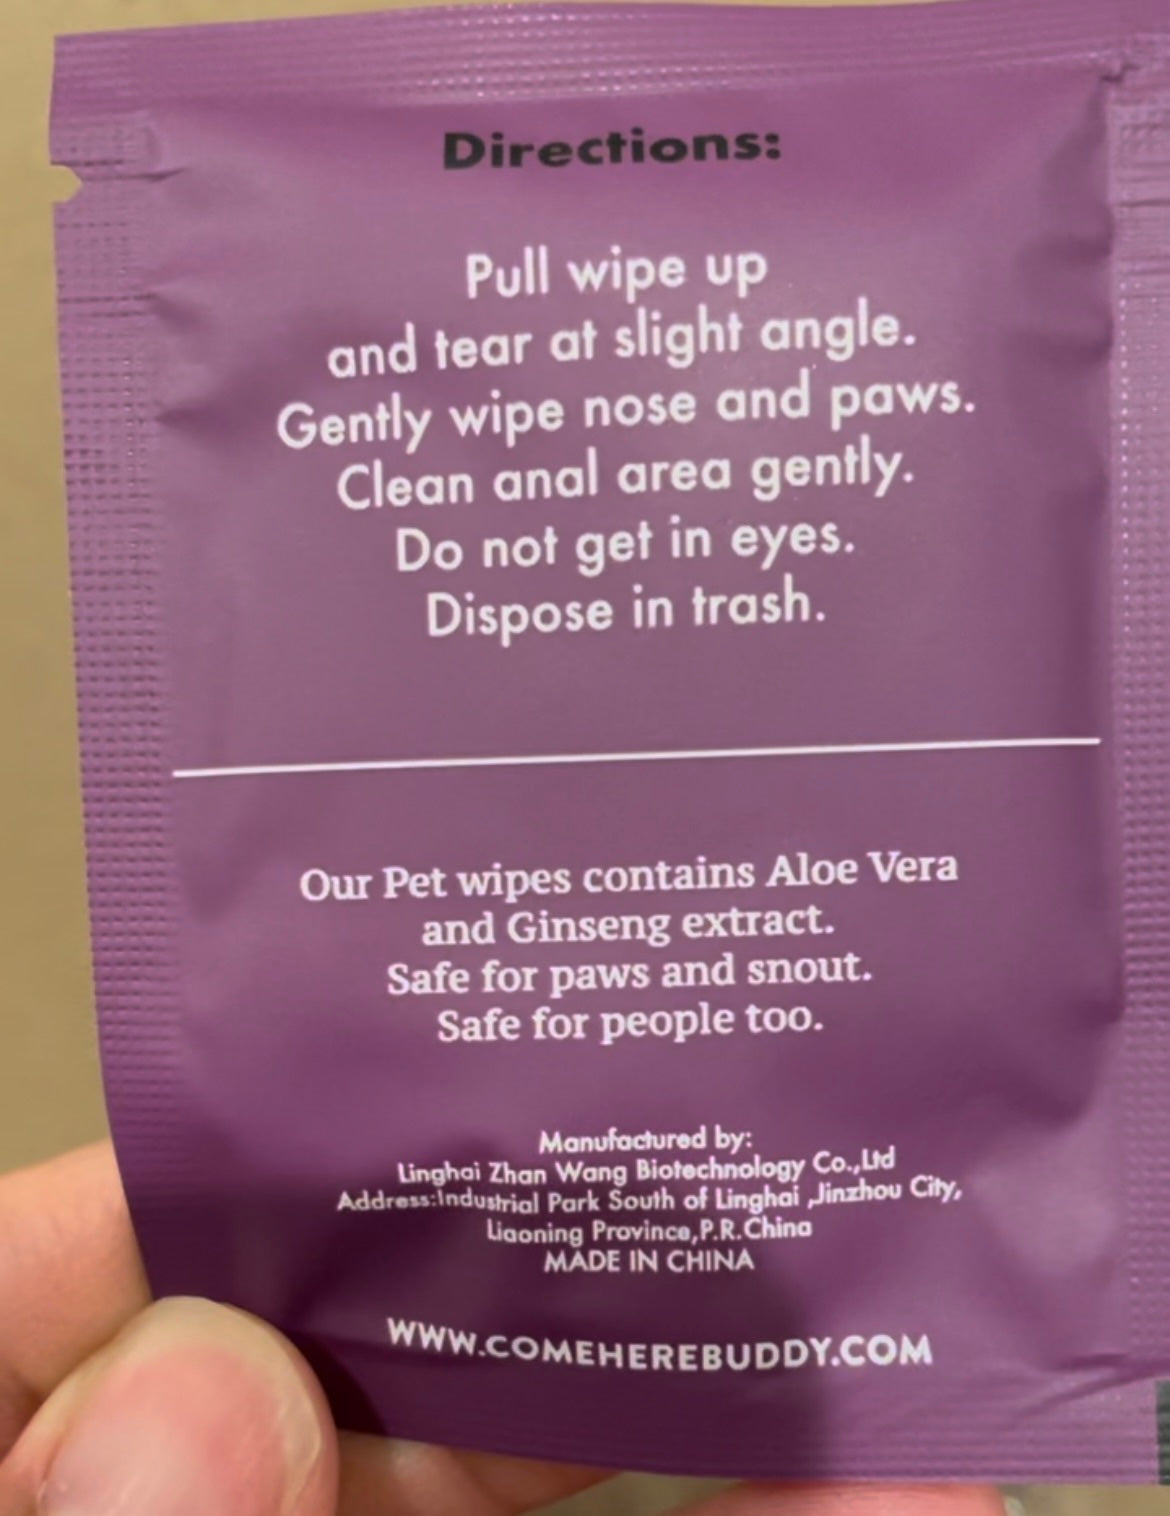 Directions:
Pull wipe up
and tear at slight angle.
Gently wipe nose and paws.
Clean anal area gently.
Do not get in eyes.
Dispose in trash.
Our Pet wipes contains Aloe Vera
and Ginseng extract.
Safe for paws and snout.
Safe for people too.
Manufactured by:
Linghai Zhan Wang Biotechnology Co.,Ltd
Address:Industrial Park South of Linghai ,Jinzhou City,
Liaoning Province,P.R.China
MADE IN CHINA
WWW.COMEHEREBUDDY.COM